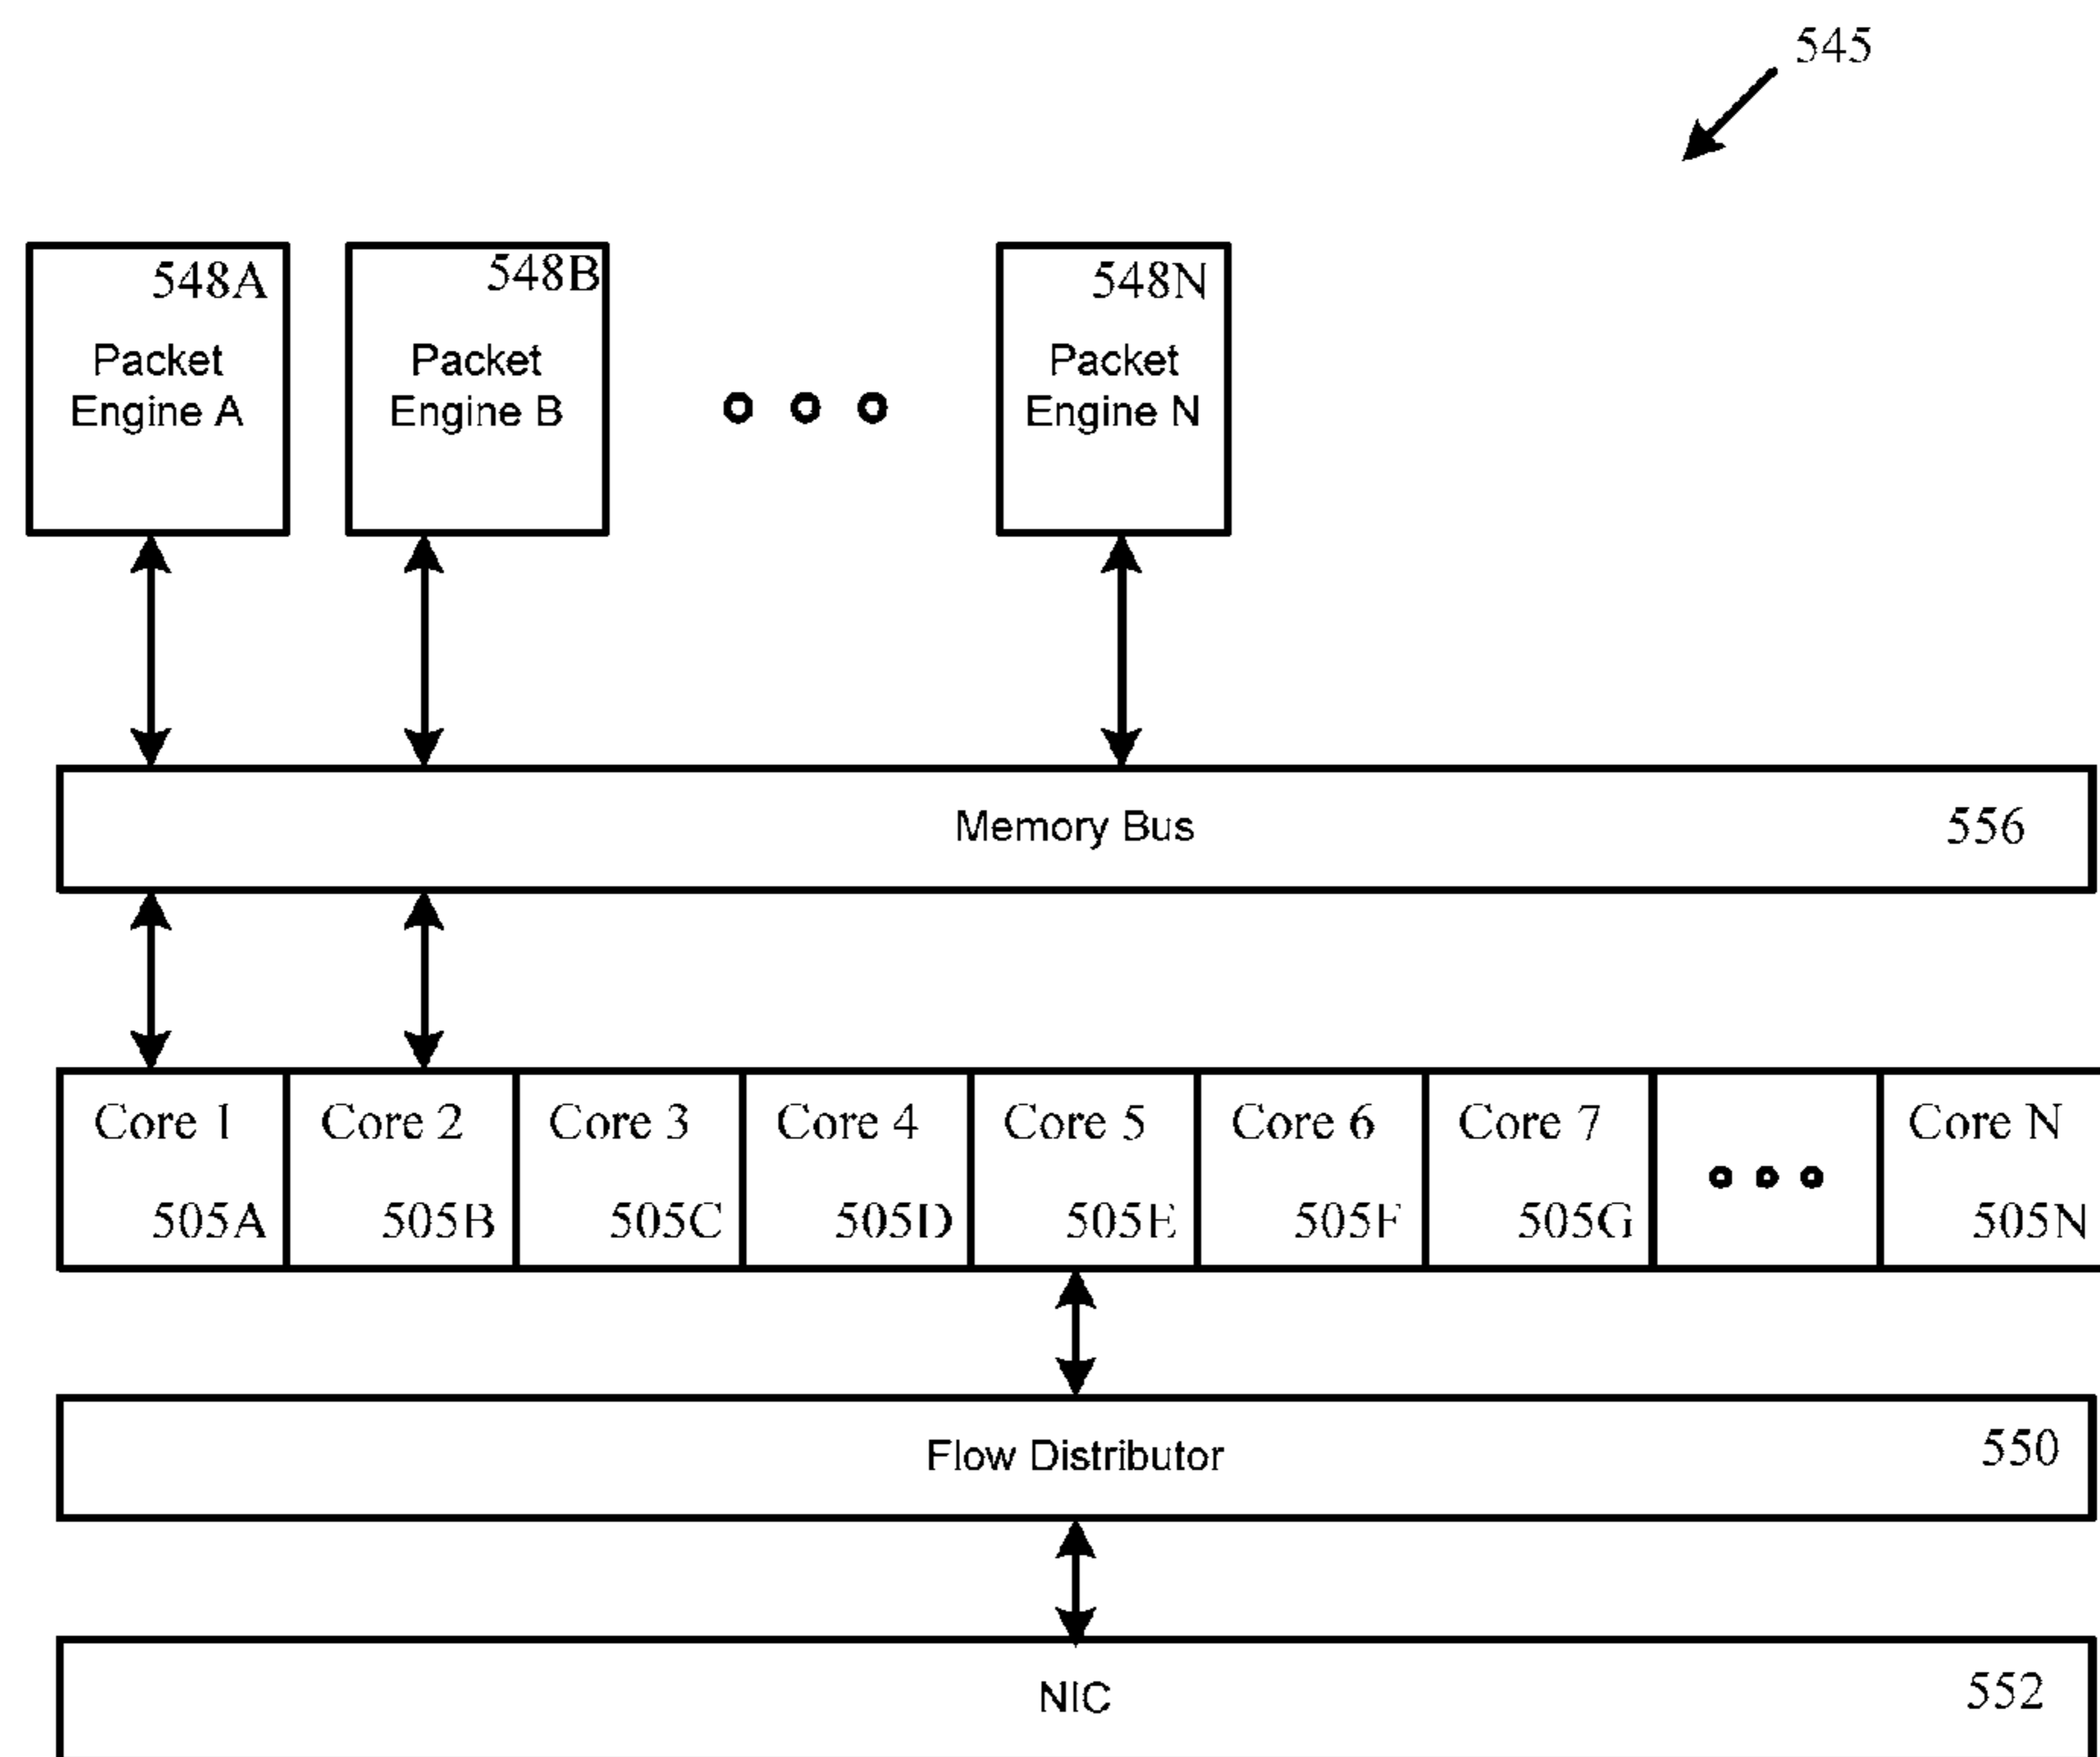 545
548A
Packet
Engine A
548B
Packet
Engine B
548N
Packet
Engine N
Memory Bus
556
Core 1
505A
Core 2
505B
Core 3
505C
Core 4
505D
Core 5
505E
Core 6
505F
Core 7
505G
Core N
505N
Flow Distributor
550
NIC
552